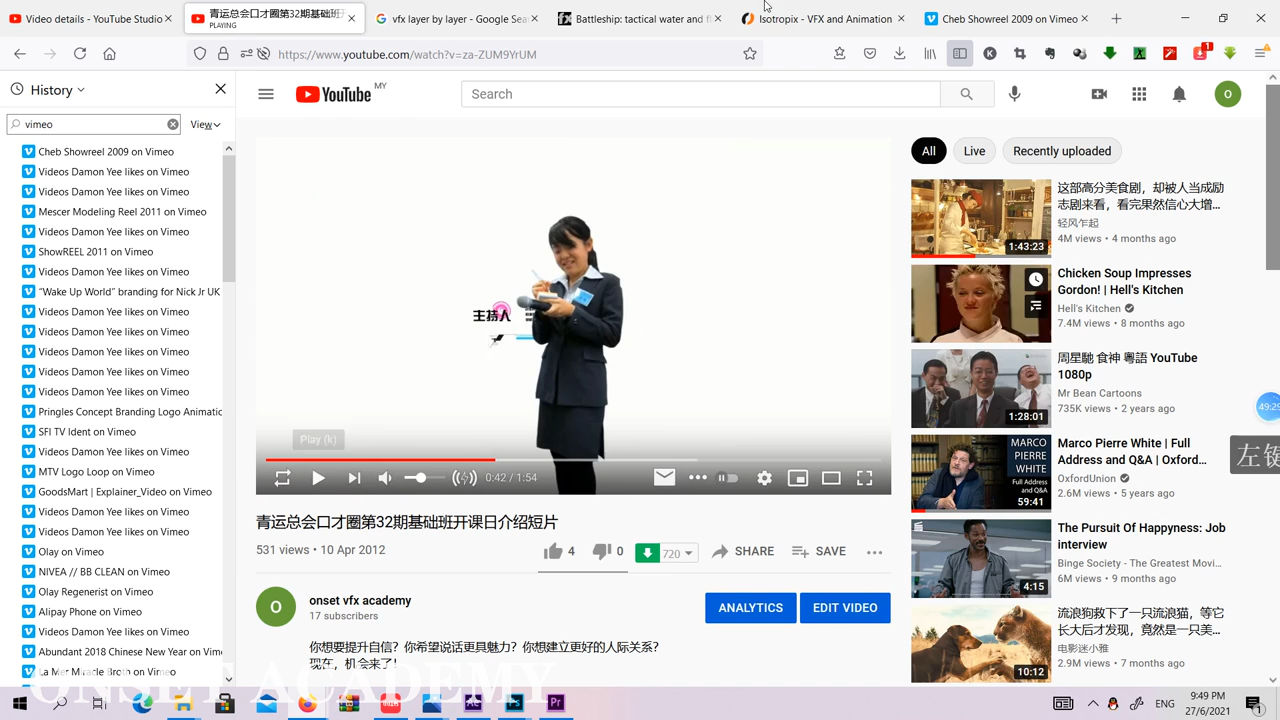 Video details - YouTube Studio
青运总会口才圈第32期基础班开
PLAYING
vfx layer by layer - Google Sea
Battleship: tactical water and fl
Isotropix - VFX and Animation
Cheb Showreel 2009 on Vimeo
https://www.youtube.com/watch?v=za-ZUM9YrUM
1
History
vimeo
View
Cheb Showreel 2009 on Vimeo
Videos Damon Yee likes on Vimeo
Videos Damon Yee likes on Vimeo
Mescer Modeling Reel 2011 on Vimeo
Videos Damon Yee likes on Vimeo
ShowREEL 2011 on Vimeo
Videos Damon Yee likes on Vimeo
"Wake Up World" branding for Nick Jr UK
Videos Damon Yee likes on Vimeo
Videos Damon Yee likes on Vimeo
Videos Damon Yee likes on Vimeo
Videos Damon Yee likes on Vimeo
Videos Damon Yee likes on Vimeo
Pringles Concept Branding Logo Animatic
SFI TV Ident on Vimeo
Videos Damon Yee likes on Vimeo
MTV Logo Loop on Vimeo
GoodsMart | Explainer_Video on Vimeo
Videos Damon Yee likes on Vimeo
Videos Damon Yee likes on Vimeo
Olay on Vimeo
NIVEA // BB CLEAN on Vimeo
Olay Regenerist on Vimeo
Alipay Phone on Vimeo
Videos Damon Yee likes on Vimeo
Abundant 2018 Chinese New Year on Vim
La Mer Miracle Broth on Vimeo
YouTube MY
Search
O
主持人
Play (k)
0:42 / 1:54
青运总会口才圈第32期基础班开课日介绍短片
531 views • 10 Apr 2012
4
0
720
SHARE
SAVE
O
onset vfx academy
17 subscribers
ANALYTICS
EDIT VIDEO
你想要提升自信？你希望说话更具魅力？你想建立更好的人际关系？
现在，机会来了!
All
Live
Recently uploaded
这部高分美食剧，却被人当成励
志剧来看，看完果然信心大增...
轻风乍起
4M views • 4 months ago
1:43:23
Chicken Soup Impresses
Gordon! | Hell's Kitchen
Hell's Kitchen
7.4M views • 8 months ago
周星馳 食神 粵語 YouTube
1080p
Mr Bean Cartoons
735K views • 2 years ago
1:28:01
Marco Pierre White | Full
Address and Q&A | Oxford...
OxfordUnion
2.6M views • 5 years ago
MARCO
PIERRE
WHITE
Full Address
and Q&A
59:41
The Pursuit Of Happyness: Job
interview
Binge Society - The Greatest Movi...
6M views • 9 months ago
4:15
流浪狗救下了一只流浪猫，等它
长大后才发现，竟然是一只美...
电影迷小雅
2.9M views • 7 months ago
10:12
49:29
左键
ONSET ACADEMY
Ae
Pr
ENG
9:49 PM
27/6/2021
1